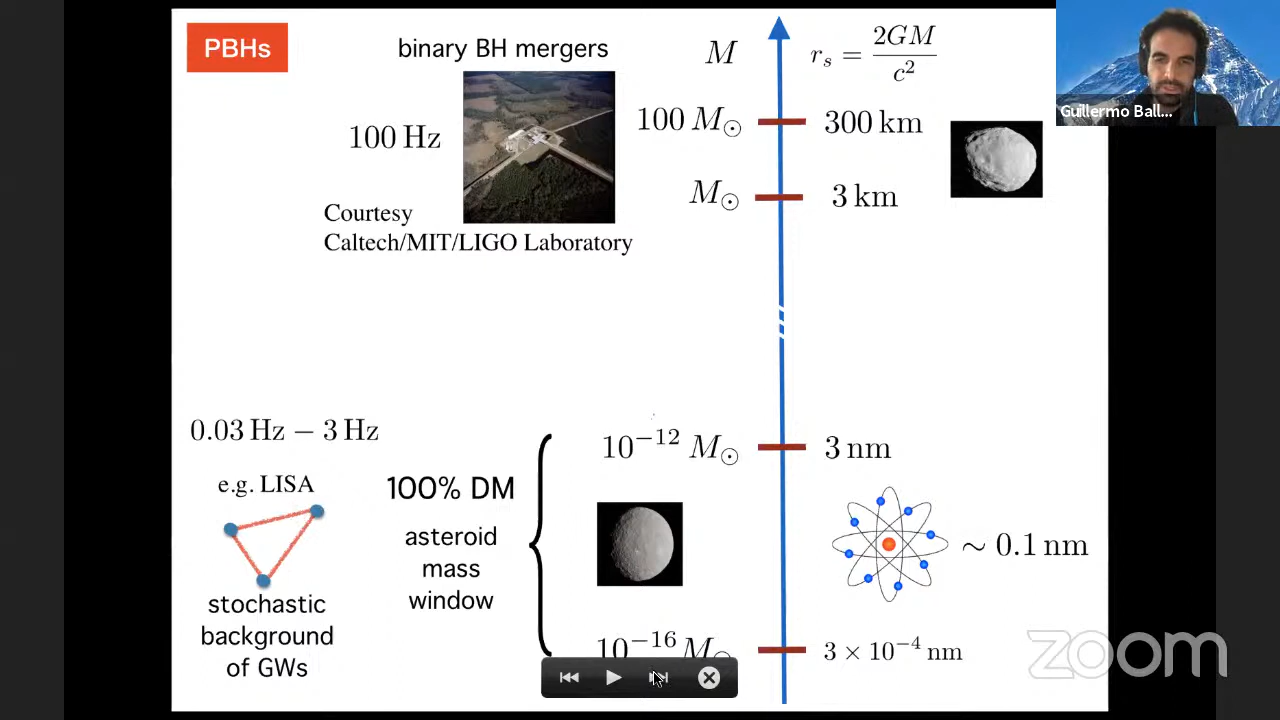 PBHs
binary BH mergers
M
r_s = 2GM / c^2
Guillermo Ball...
100 Hz
100 M_⊙
300 km
M_⊙
3 km
Courtesy
Caltech/MIT/LIGO Laboratory
0.03 Hz – 3 Hz
10^{-12} M_⊙
3 nm
e.g. LISA
100% DM
asteroid
mass
window
∼ 0.1 nm
stochastic
background
of GWs
10^{-16} M_⊙
3 × 10^{-4} nm
zoom